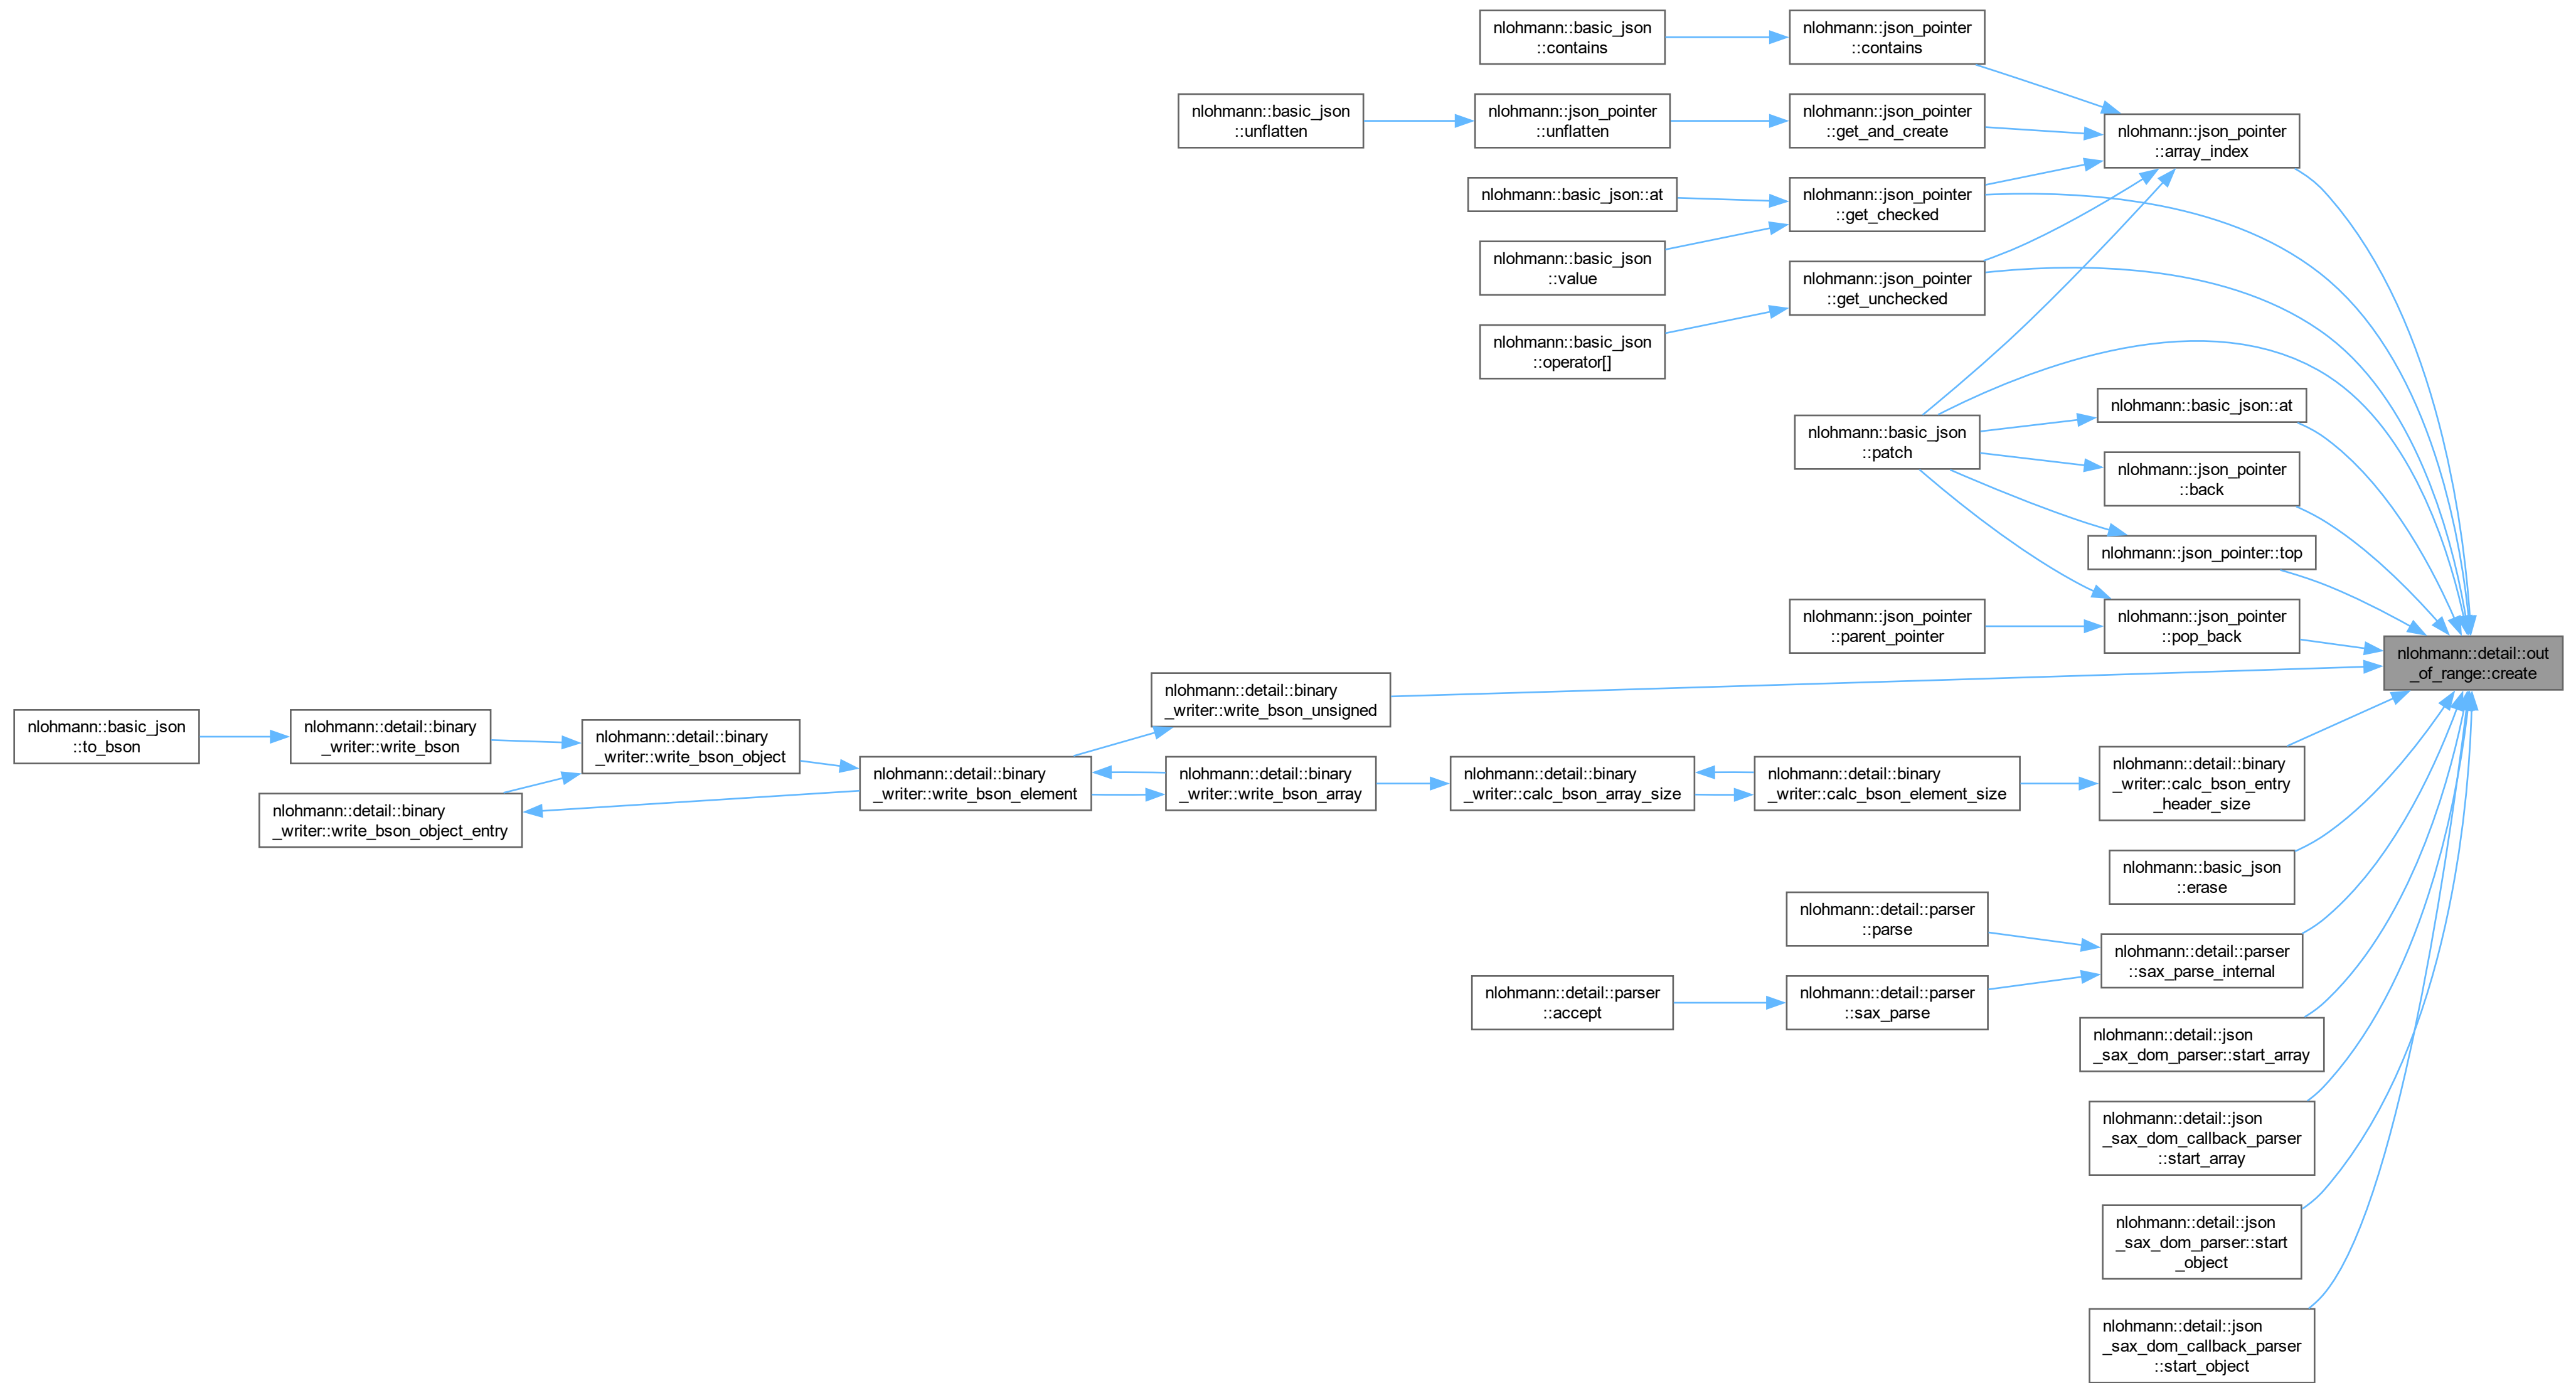 nlohmann::basic_json
::contains
nlohmann::json_pointer
::contains
nlohmann::basic_json
::unflatten
nlohmann::json_pointer
::unflatten
nlohmann::json_pointer
::get_and_create
nlohmann::json_pointer
::array_index
nlohmann::basic_json::at
nlohmann::json_pointer
::get_checked
nlohmann::basic_json
::value
nlohmann::json_pointer
::get_unchecked
nlohmann::basic_json
::operator[]
nlohmann::basic_json
::patch
nlohmann::basic_json::at
nlohmann::json_pointer
::back
nlohmann::json_pointer::top
nlohmann::json_pointer
::parent_pointer
nlohmann::json_pointer
::pop_back
nlohmann::detail::out
_of_range::create
nlohmann::detail::binary
_writer::write_bson_unsigned
nlohmann::basic_json
::to_bson
nlohmann::detail::binary
_writer::write_bson
nlohmann::detail::binary
_writer::write_bson_object
nlohmann::detail::binary
_writer::write_bson_object_entry
nlohmann::detail::binary
_writer::write_bson_element
nlohmann::detail::binary
_writer::write_bson_array
nlohmann::detail::binary
_writer::calc_bson_array_size
nlohmann::detail::binary
_writer::calc_bson_element_size
nlohmann::detail::binary
_writer::calc_bson_entry
_header_size
nlohmann::basic_json
::erase
nlohmann::detail::parser
::parse
nlohmann::detail::parser
::sax_parse_internal
nlohmann::detail::parser
::accept
nlohmann::detail::parser
::sax_parse
nlohmann::detail::json
_sax_dom_parser::start_array
nlohmann::detail::json
_sax_dom_callback_parser
::start_array
nlohmann::detail::json
_sax_dom_parser::start
_object
nlohmann::detail::json
_sax_dom_callback_parser
::start_object